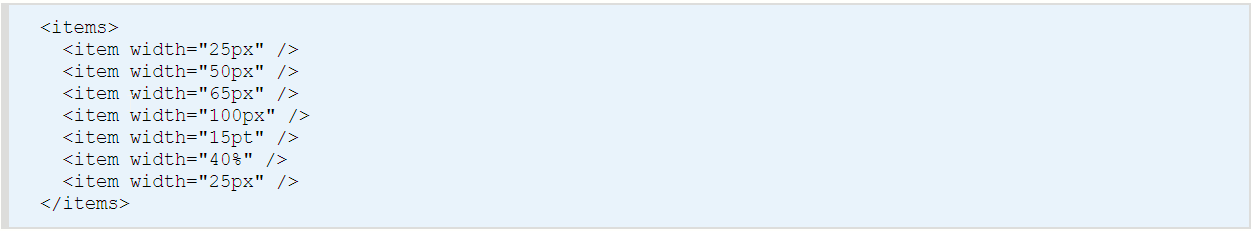 <items>
  <item width="25px" />
  <item width="50px" />
  <item width="65px" />
  <item width="100px" />
  <item width="15pt" />
  <item width="40%" />
  <item width="25px" />
</items>